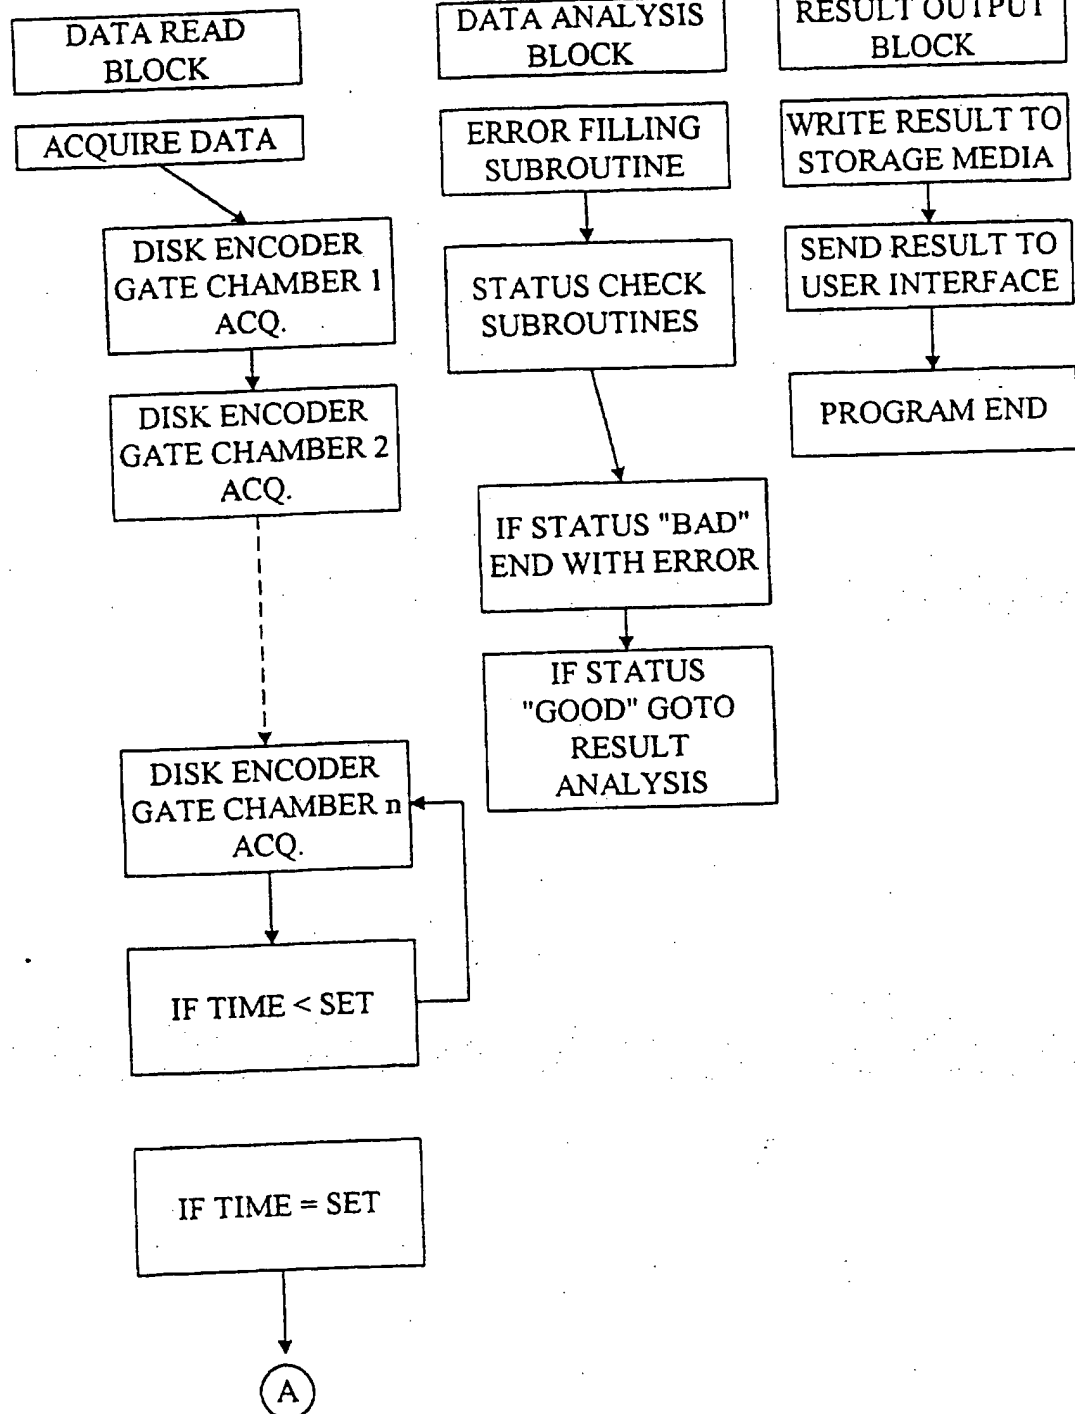 DATA READ
BLOCK
ACQUIRE DATA
DISK ENCODER
GATE CHAMBER 1
ACQ.
DISK ENCODER
GATE CHAMBER 2
ACQ.
DISK ENCODER
GATE CHAMBER n
ACQ.
IF TIME < SET
IF TIME = SET
A
DATA ANALYSIS
BLOCK
ERROR FILLING
SUBROUTINE
STATUS CHECK
SUBROUTINES
IF STATUS "BAD"
END WITH ERROR
IF STATUS
"GOOD" GOTO
RESULT
ANALYSIS
RESULT OUTPUT
BLOCK
WRITE RESULT TO
STORAGE MEDIA
SEND RESULT TO
USER INTERFACE
PROGRAM END